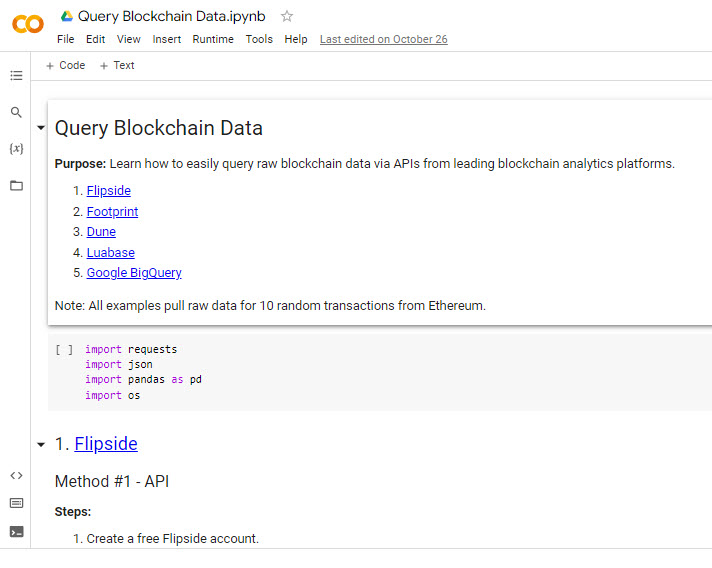 Query Blockchain Data.ipynb
File Edit View Insert Runtime Tools Help Last edited on October 26
+ Code + Text
Query Blockchain Data
Purpose: Learn how to easily query raw blockchain data via APIs from leading blockchain analytics platforms.
1. Flipside
2. Footprint
3. Dune
4. Luabase
5. Google BigQuery
Note: All examples pull raw data for 10 random transactions from Ethereum.
[ ] import requests
import json
import pandas as pd
import os
1. Flipside
Method #1 - API
Steps:
1. Create a free Flipside account.